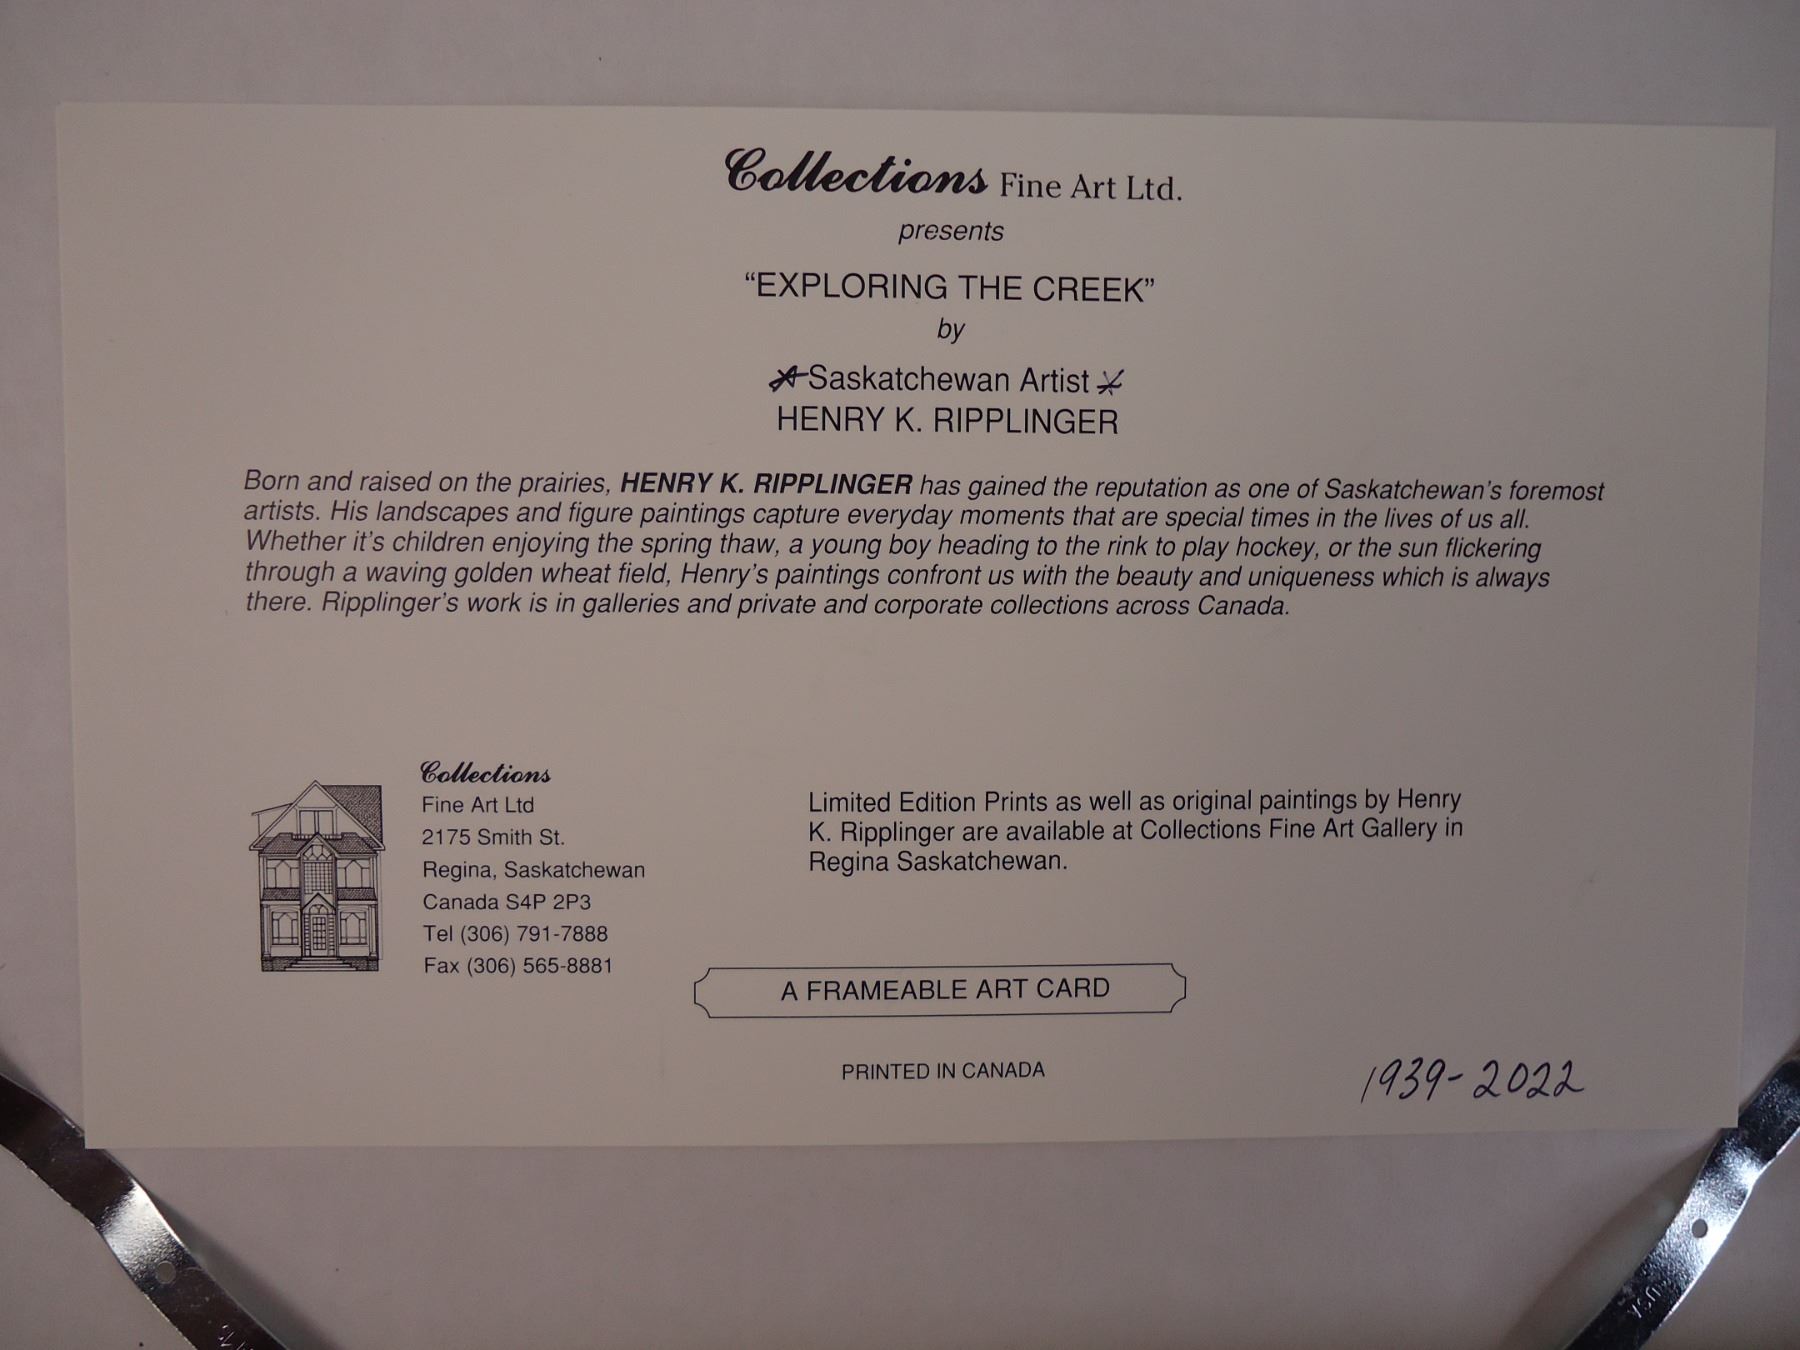 Collections Fine Art Ltd.
presents
“EXPLORING THE CREEK”
by
Saskatchewan Artist
HENRY K. RIPPLINGER
Born and raised on the prairies, HENRY K. RIPPLINGER has gained the reputation as one of Saskatchewan's foremost
artists. His landscapes and figure paintings capture everyday moments that are special times in the lives of us all.
Whether it's children enjoying the spring thaw, a young boy heading to the rink to play hockey, or the sun flickering
through a waving golden wheat field, Henry's paintings confront us with the beauty and uniqueness which is always
there. Ripplinger's work is in galleries and private and corporate collections across Canada.
Collections
Fine Art Ltd
2175 Smith St.
Regina, Saskatchewan
Canada S4P 2P3
Tel (306) 791-7888
Fax (306) 565-8881
Limited Edition Prints as well as original paintings by Henry
K. Ripplinger are available at Collections Fine Art Gallery in
Regina Saskatchewan.
A FRAMEABLE ART CARD
PRINTED IN CANADA
1939-2022
USA